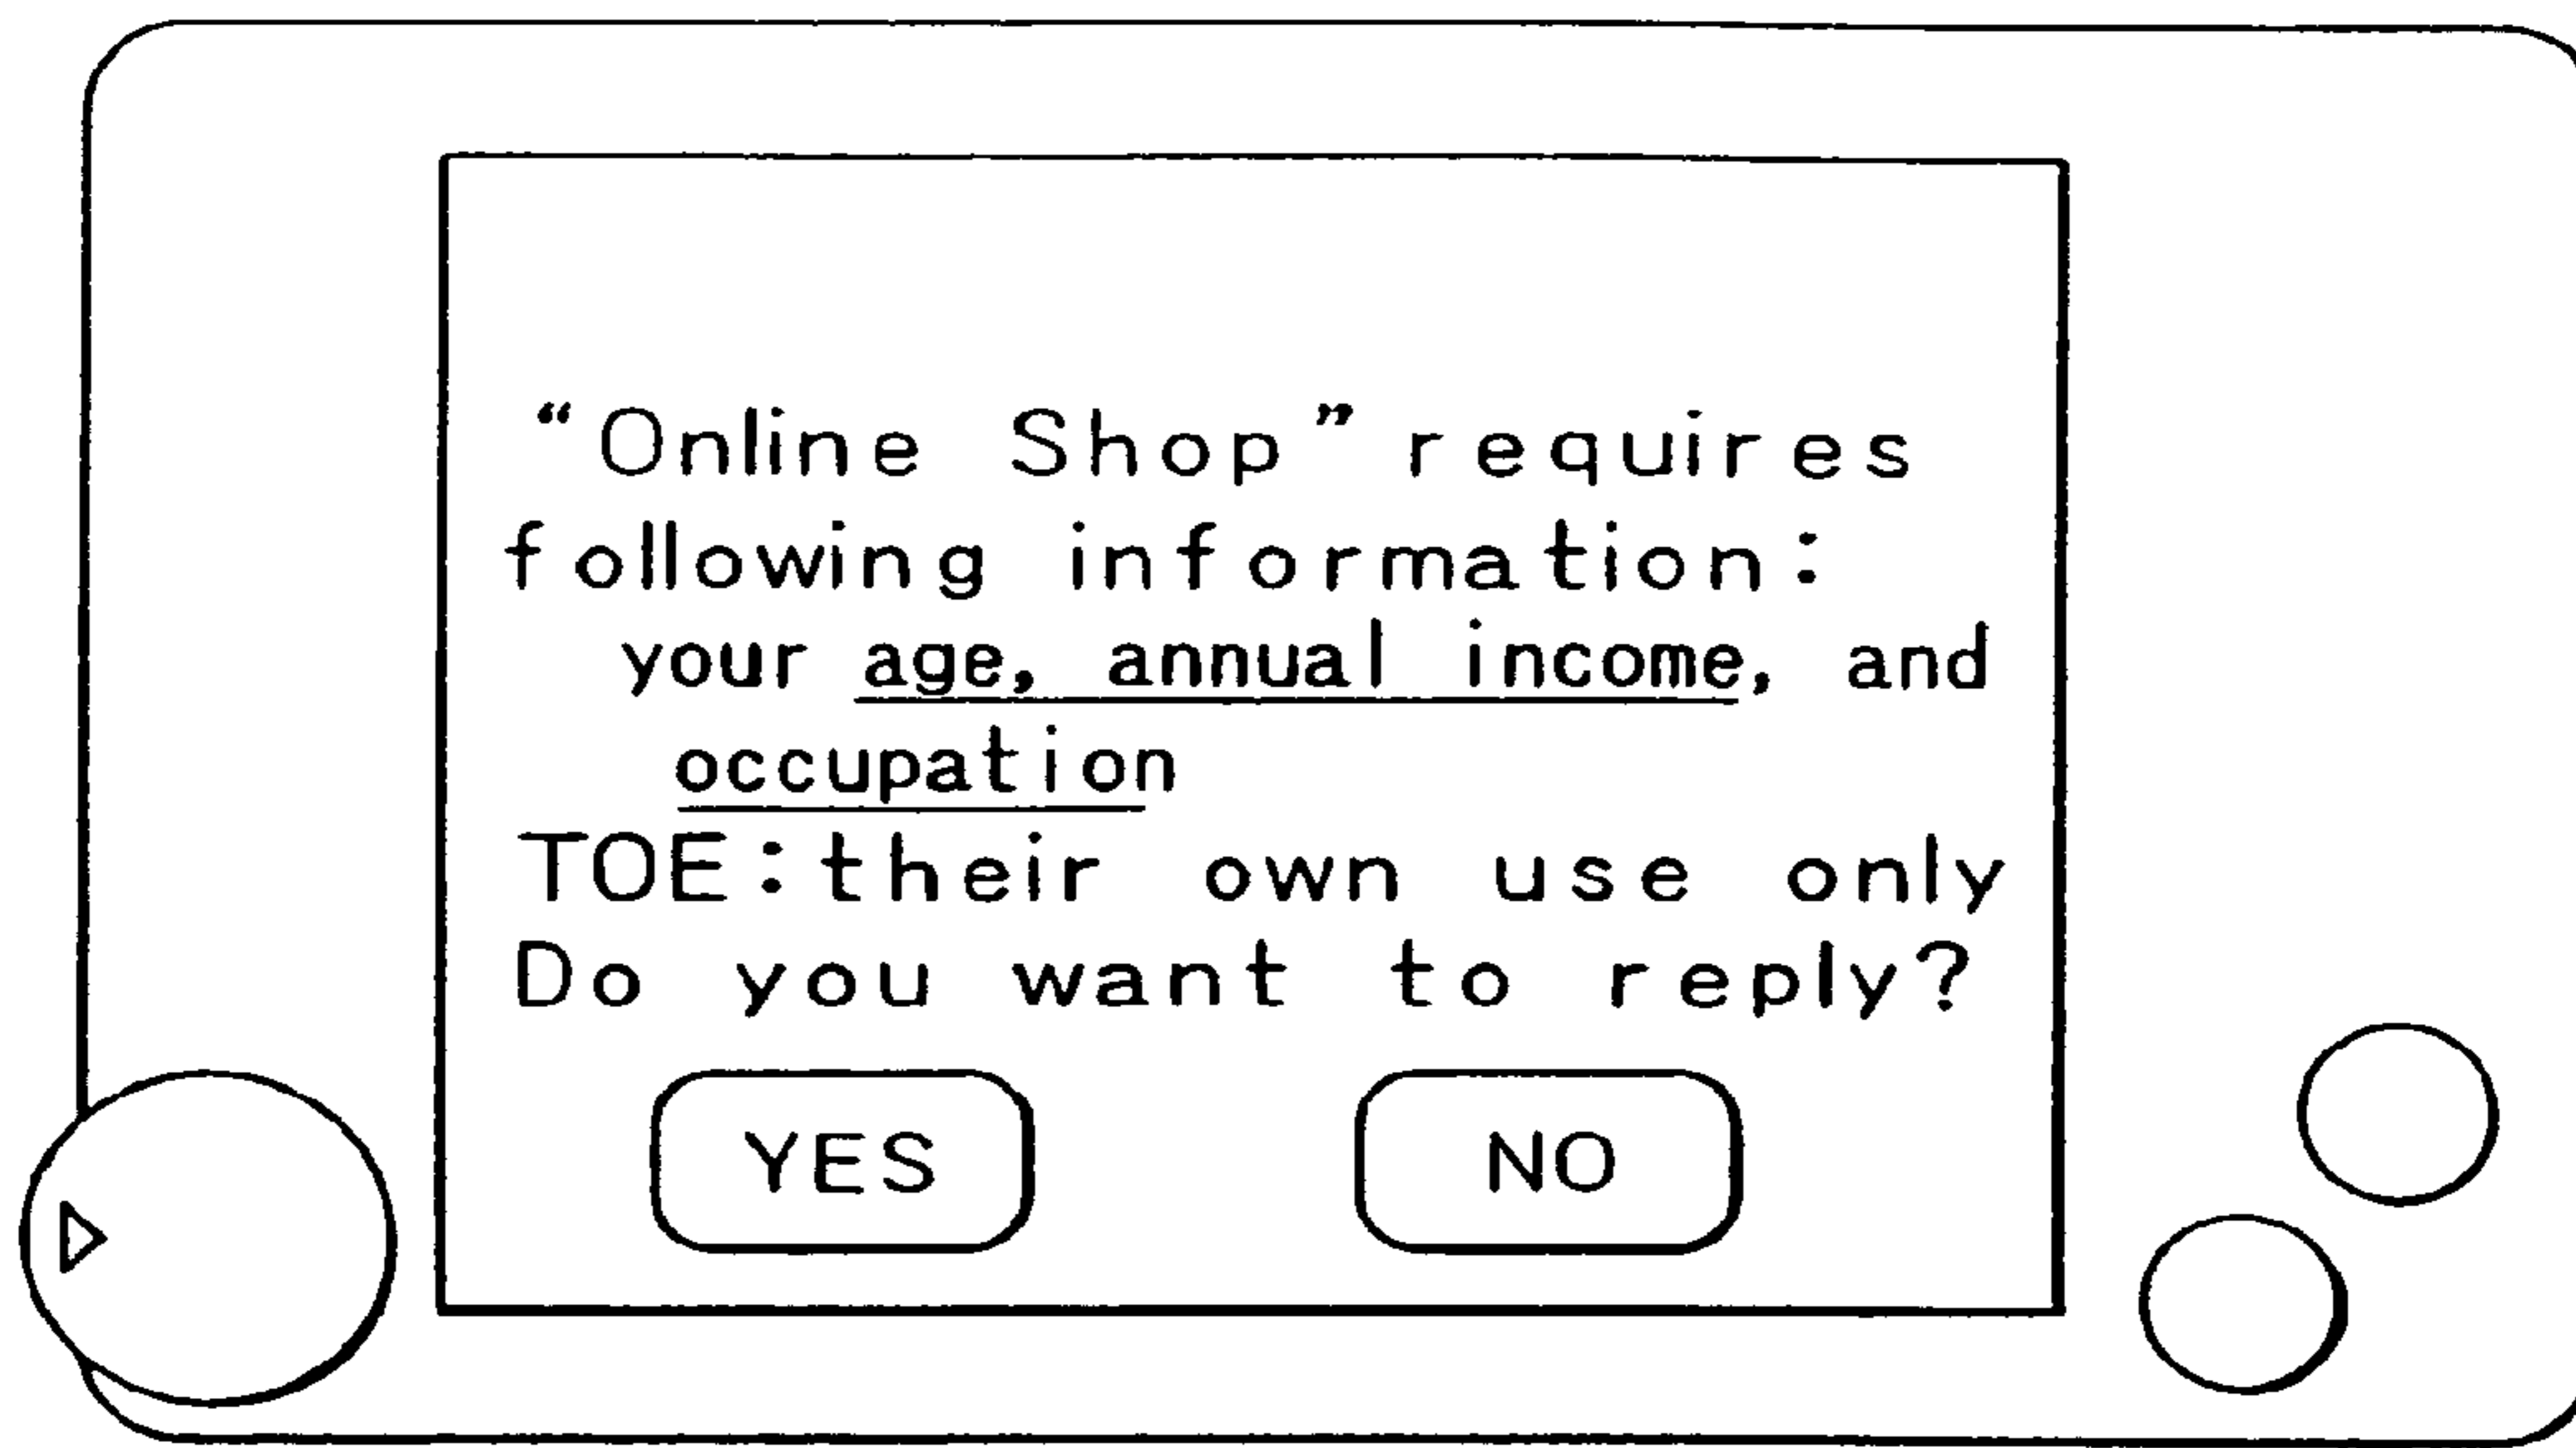 “Online Shop” requires
following information:
your age, annual income, and
occupation
TOE:their own use only
Do you want to reply?
YES NO